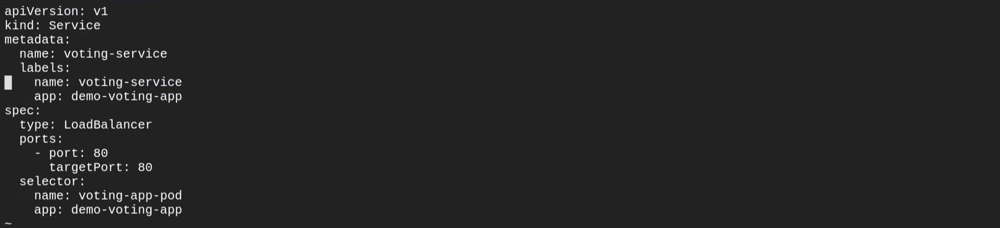 apiVersion: v1
kind: Service
metadata:
  name: voting-service
  labels:
    name: voting-service
    app: demo-voting-app
spec:
  type: LoadBalancer
  ports:
    - port: 80
      targetPort: 80
  selector:
    name: voting-app-pod
    app: demo-voting-app
~